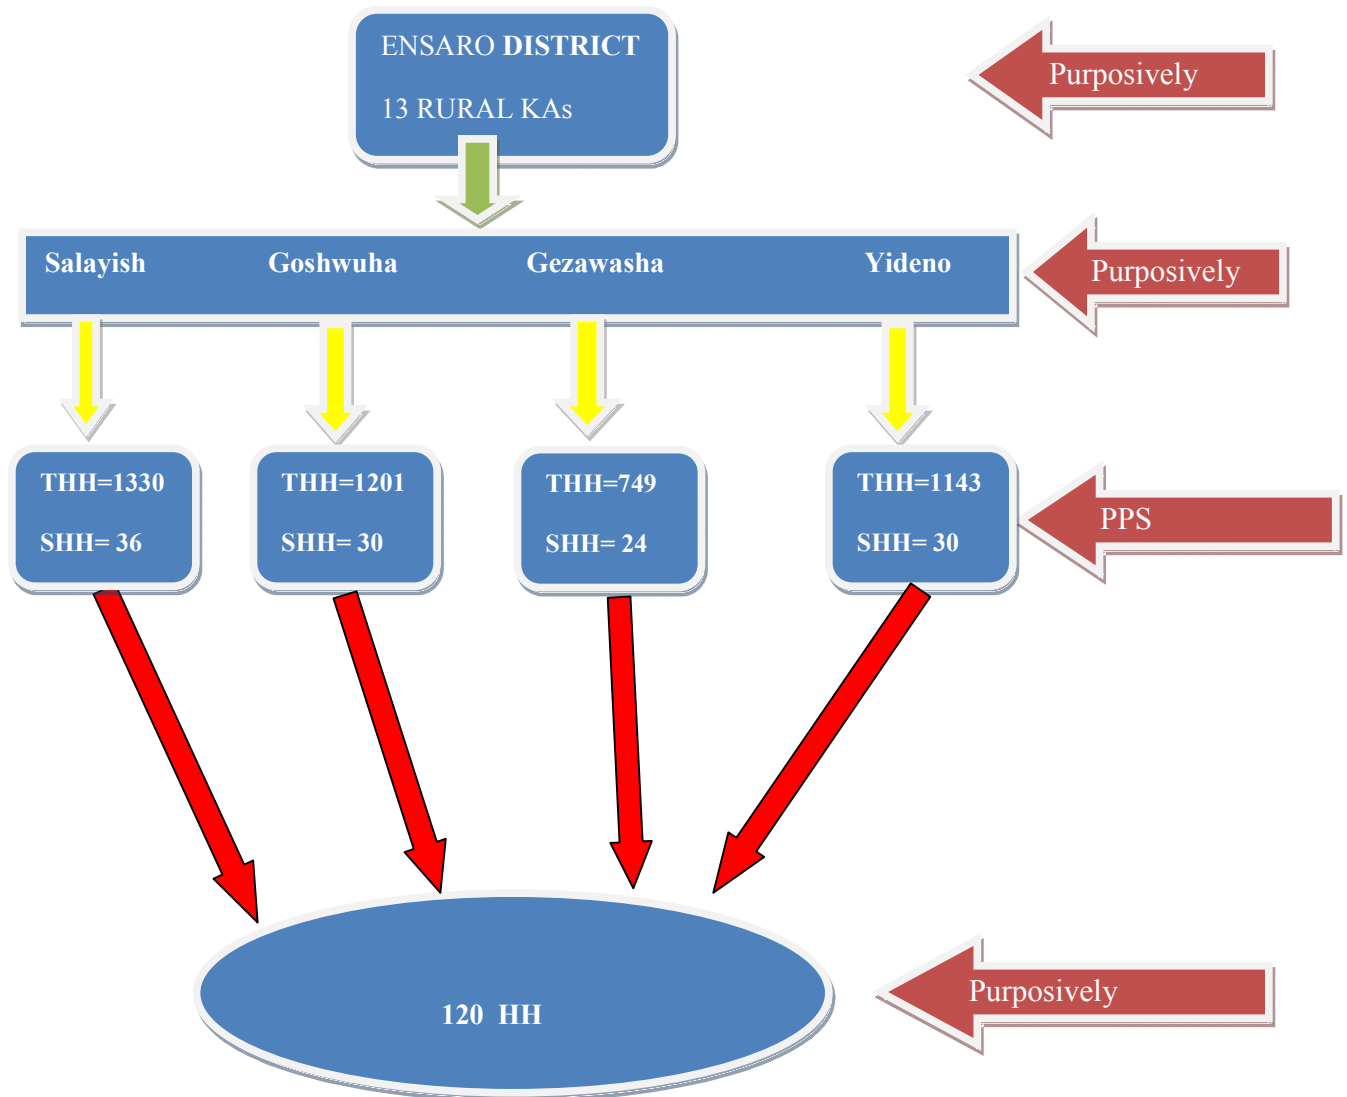 ENSARO DISTRICT
13 RURAL KAs
Purposively
Salayish Goshwuha Gezawasha Yideno
Purposively
THH=1330
SHH= 36
THH=1201
SHH= 30
THH=749
SHH= 24
THH=1143
SHH= 30
PPS
120 HH
Purposively